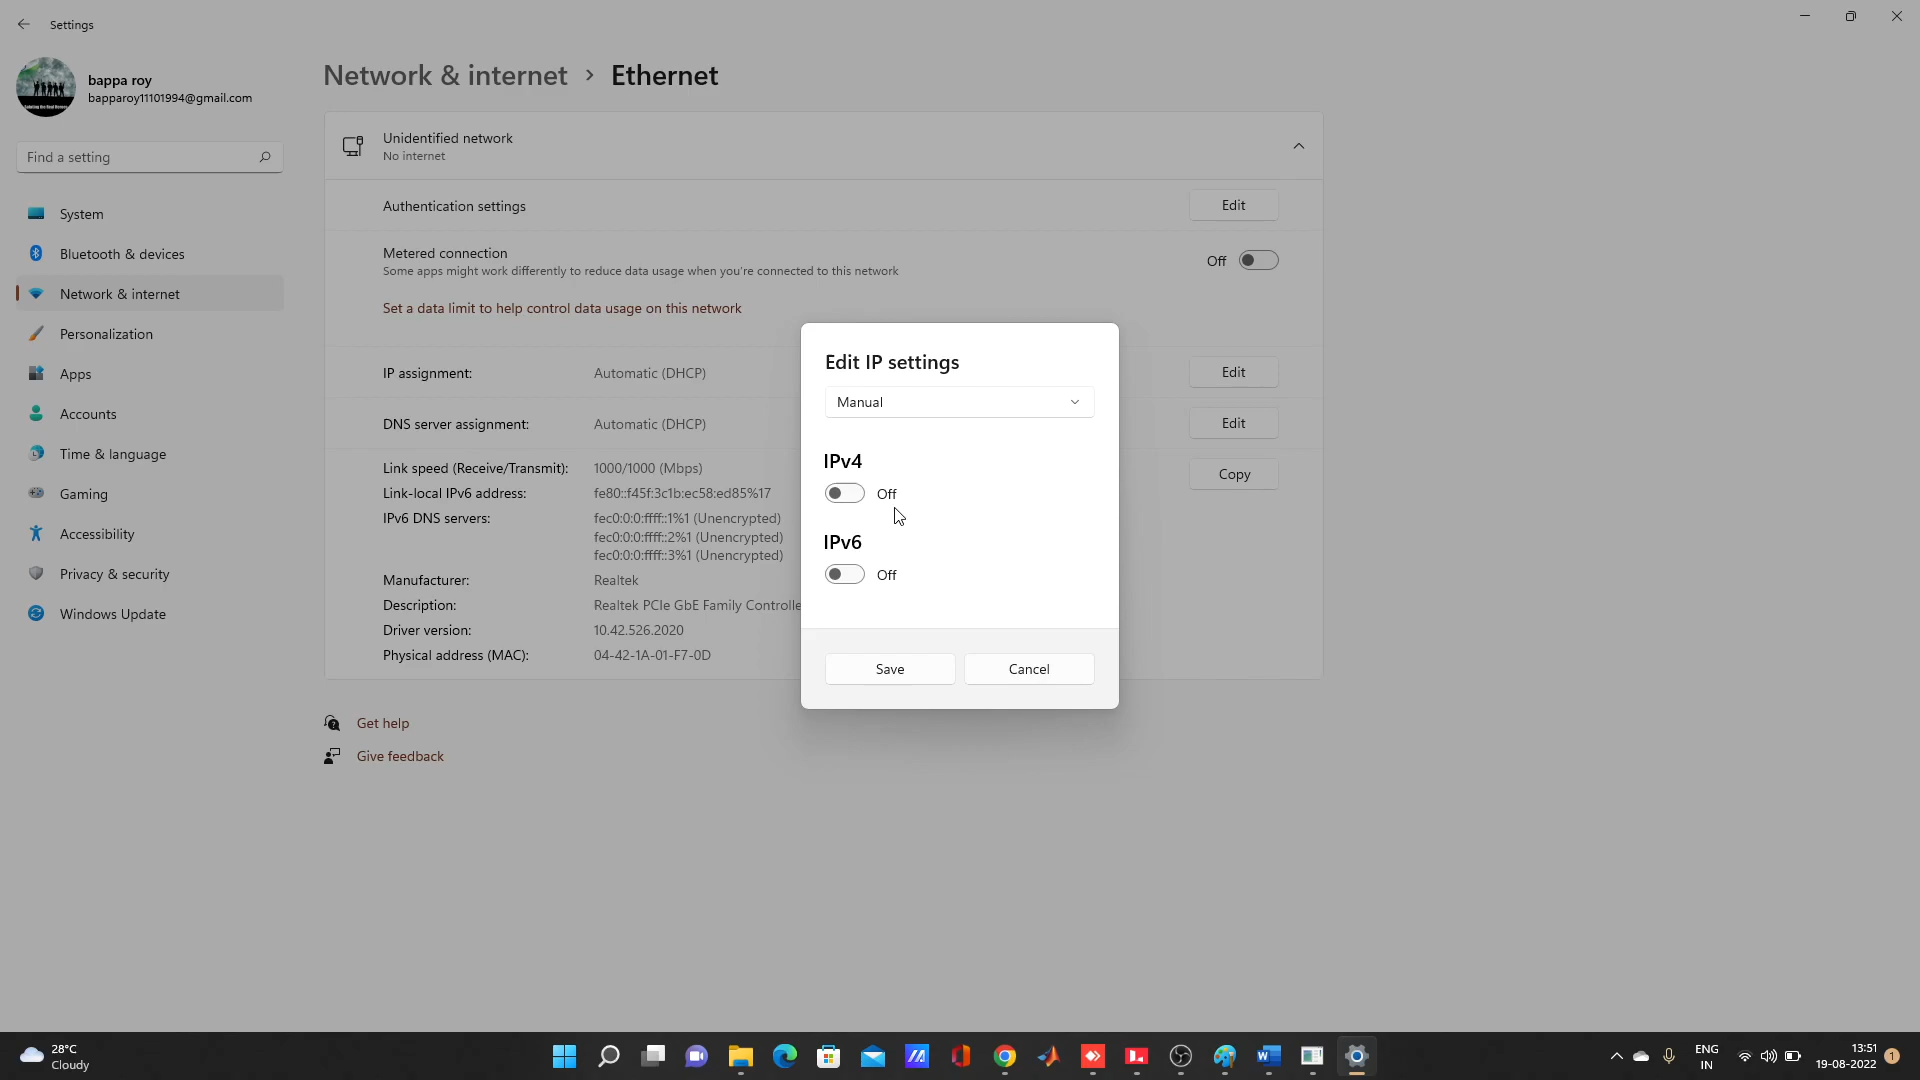 Settings
bappa roy
bapparoy11101994@gmail.com
Find a setting
System
Bluetooth & devices
Network & internet
Personalization
Apps
Accounts
Time & language
Gaming
Accessibility
Privacy & security
Windows Update
Network & internet › Ethernet
Unidentified network
No internet
Authentication settings
Edit
Metered connection
Some apps might work differently to reduce data usage when you're connected to this network
Off
Set a data limit to help control data usage on this network
IP assignment: Automatic (DHCP)
Edit
DNS server assignment: Automatic (DHCP)
Edit
Link speed (Receive/Transmit): 1000/1000 (Mbps)
Copy
Link-local IPv6 address: fe80::f45f:3c1b:ec58:ed85%17
IPv6 DNS servers: fec0:0:0:ffff::1%1 (Unencrypted)
fec0:0:0:ffff::2%1 (Unencrypted)
fec0:0:0:ffff::3%1 (Unencrypted)
Manufacturer: Realtek
Description: Realtek PCIe GbE Family Controlle
Driver version: 10.42.526.2020
Physical address (MAC): 04-42-1A-01-F7-0D
Get help
Give feedback
Edit IP settings
Manual
IPv4
Off
IPv6
Off
Save Cancel
28°C
Cloudy
ENG
IN
13:51
19-08-2022
1